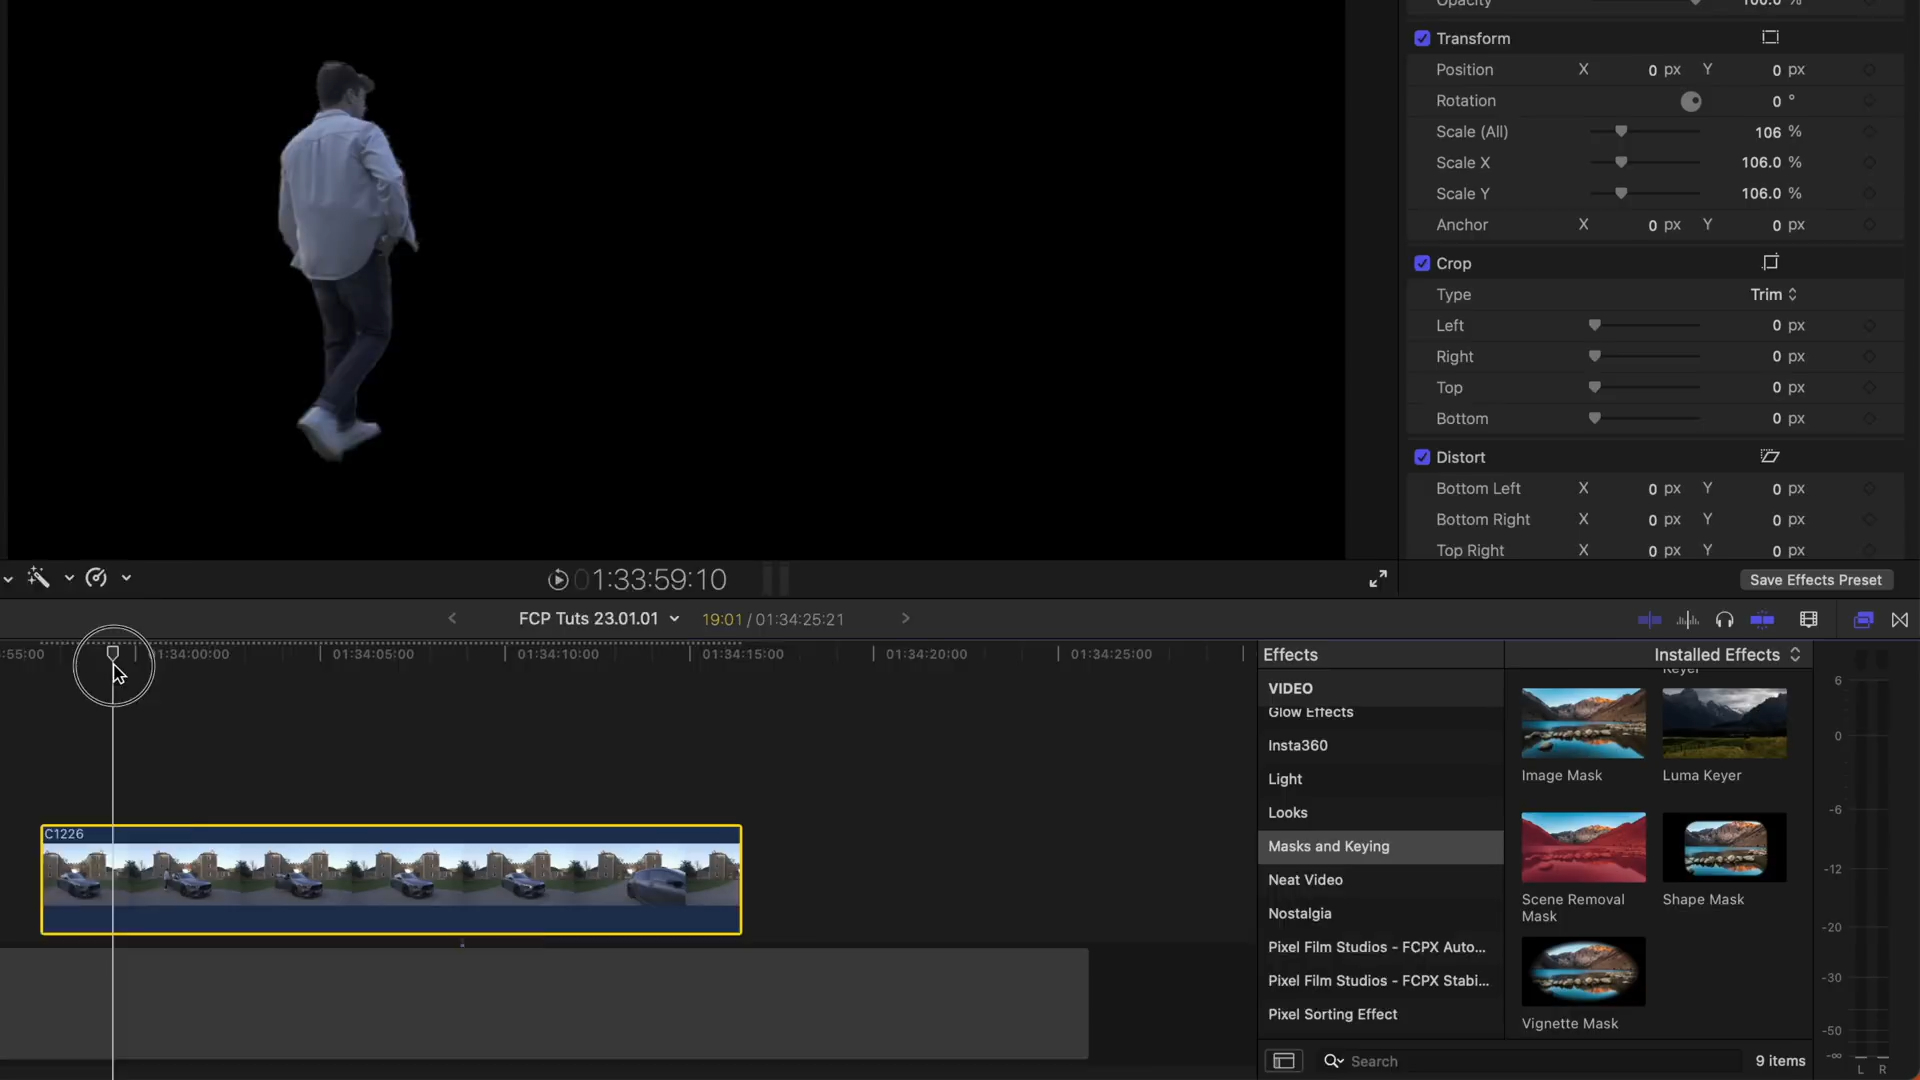 Opacity 100.0 %
Transform
Position X 0 px Y 0 px
Rotation 0 °
Scale (All) 106 %
Scale X 106.0 %
Scale Y 106.0 %
Anchor X 0 px Y 0 px
Crop
Type Trim
Left 0 px
Right 0 px
Top 0 px
Bottom 0 px
Distort
Bottom Left X 0 px Y 0 px
Bottom Right X 0 px Y 0 px
Top Right X 0 px Y 0 px
01:33:59:10
Save Effects Preset
FCP Tuts 23.01.01 19:01 / 01:34:25:21
:55:00 :34:00:00 01:34:05:00 01:34:10:00 01:34:15:00 01:34:20:00 01:34:25:00
C1226
Effects
Installed Effects
VIDEO
Glow Effects
Insta360
Light
Looks
Masks and Keying
Neat Video
Nostalgia
Pixel Film Studios - FCPX Auto...
Pixel Film Studios - FCPX Stabi...
Pixel Sorting Effect
Keyer
Image Mask
Luma Keyer
Scene Removal
Mask
Shape Mask
Vignette Mask
Search
9 items
6
0
-6
-12
-20
-30
-50
-∞
L R